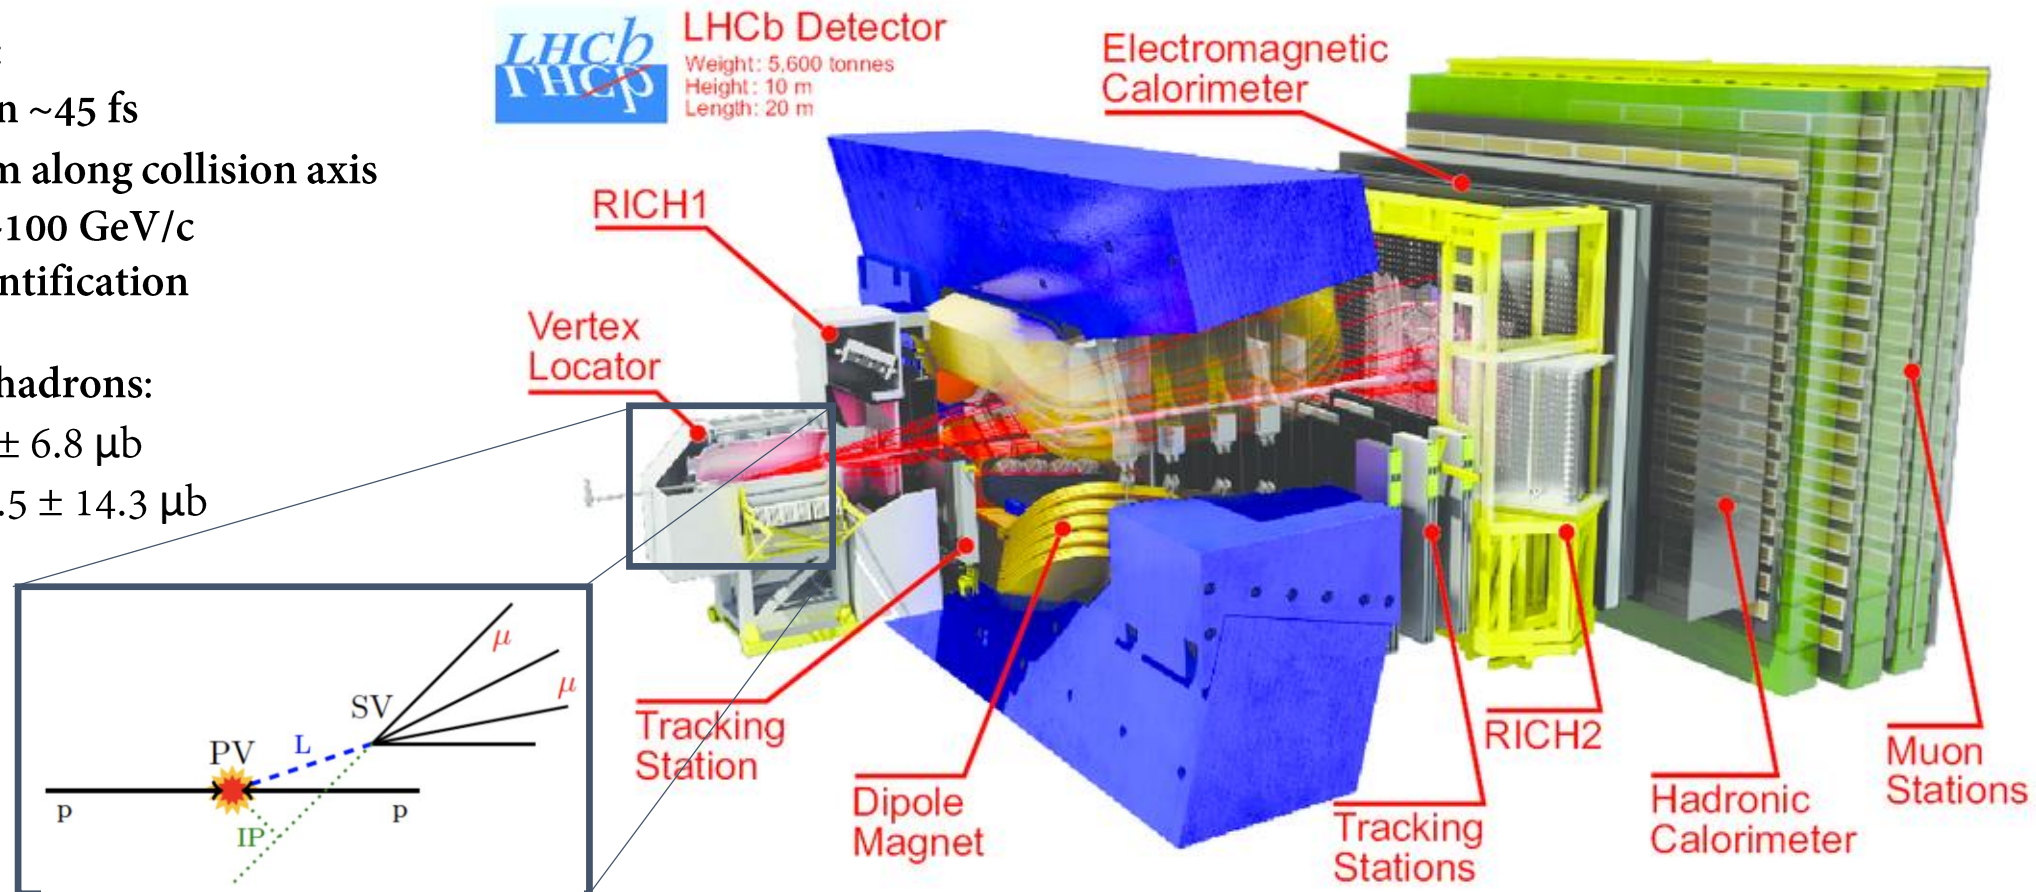 n ~45 fs
m along collision axis
100 GeV/c
ntification
hadrons:
± 6.8 μb
.5 ± 14.3 μb
LHCb
LHCb
LHCb Detector
Weight: 5,600 tonnes
Height: 10 m
Length: 20 m
Electromagnetic
Calorimeter
RICH1
Vertex
Locator
Tracking
Station
Dipole
Magnet
Tracking
Stations
RICH2
Hadronic
Calorimeter
Muon
Stations
μ
μ
SV
L
PV
p
p
IP